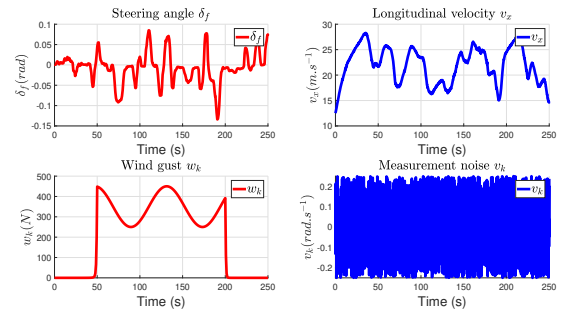 Steering angle δ_f
0.1
0.05
0
-0.05
-0.1
-0.15
δ_f(rad)
0 50 100 150 200 250
Time (s)
δ_f
Longitudinal velocity v_x
30
25
20
15
10
v_x(m.s⁻¹)
0 50 100 150 200 250
Time (s)
v_x
Wind gust w_k
500
400
300
200
100
0
w_k(N)
0 50 100 150 200 250
Time (s)
w_k
Measurement noise v_k
0.2
0.1
0
-0.1
-0.2
v_k(rad.s⁻¹)
0 50 100 150 200 250
Time (s)
v_k